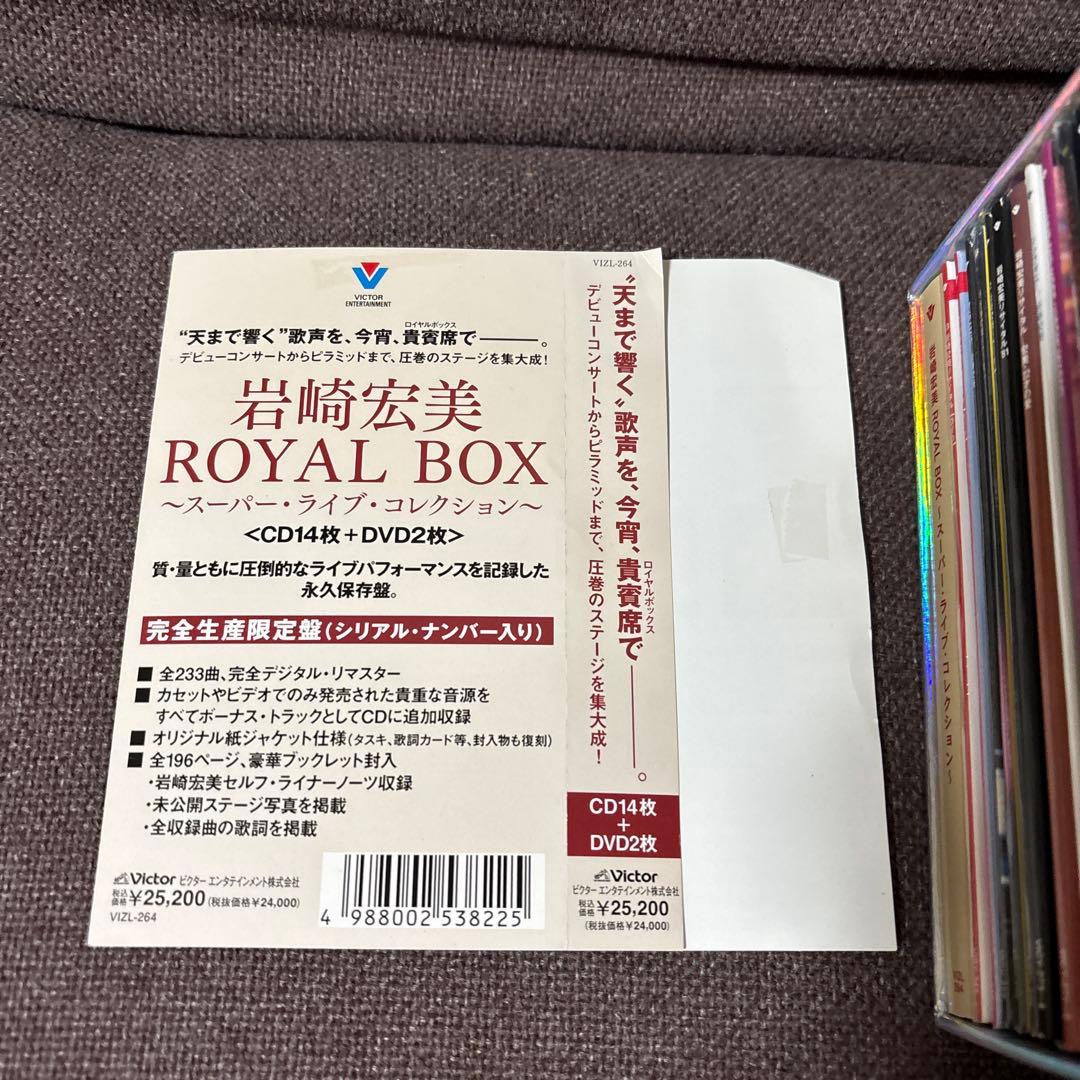 VICTOR
ENTERTAINMENT
ロイヤルボックス
“天まで響く”歌声を、今宵、貴賓席で———。
デビューコンサートからピラミッドまで、圧巻のステージを集大成！
岩崎宏美
ROYAL BOX
～スーパー・ライブ・コレクション～
＜CD14枚＋DVD2枚＞
質・量ともに圧倒的なライブパフォーマンスを記録した
永久保存盤。
完全生産限定盤（シリアル・ナンバー入り）
■ 全233曲、完全デジタル・リマスター
■ カセットやビデオでのみ発売された貴重な音源を
すべてボーナス・トラックとしてCDに追加収録
■ オリジナル紙ジャケット仕様（タスキ、歌詞カード等、封入物も復刻）
■ 全196ページ、豪華ブックレット封入
・岩崎宏美セルフ・ライナーノーツ収録
・未公開ステージ写真を掲載
・全収録曲の歌詞を掲載
Victor ビクター エンタテインメント株式会社
税込価格 ¥25,200 (税抜価格¥24,000)
VIZL-264
4 988002 538225
VIZL-264
“天まで響く”歌声を、今宵、貴賓席で———。
ロイヤルボックス
デビューコンサートからピラミッドまで、圧巻のステージを集大成！
CD14枚
＋
DVD2枚
Victor
ビクター エンタテインメント株式会社
税込価格 ¥25,200
(税抜価格¥24,000)
岩崎宏美 ROYAL BOX ～スーパー・ライブ・コレクション～
VIZL
264
岩崎宏美リサイタル'81